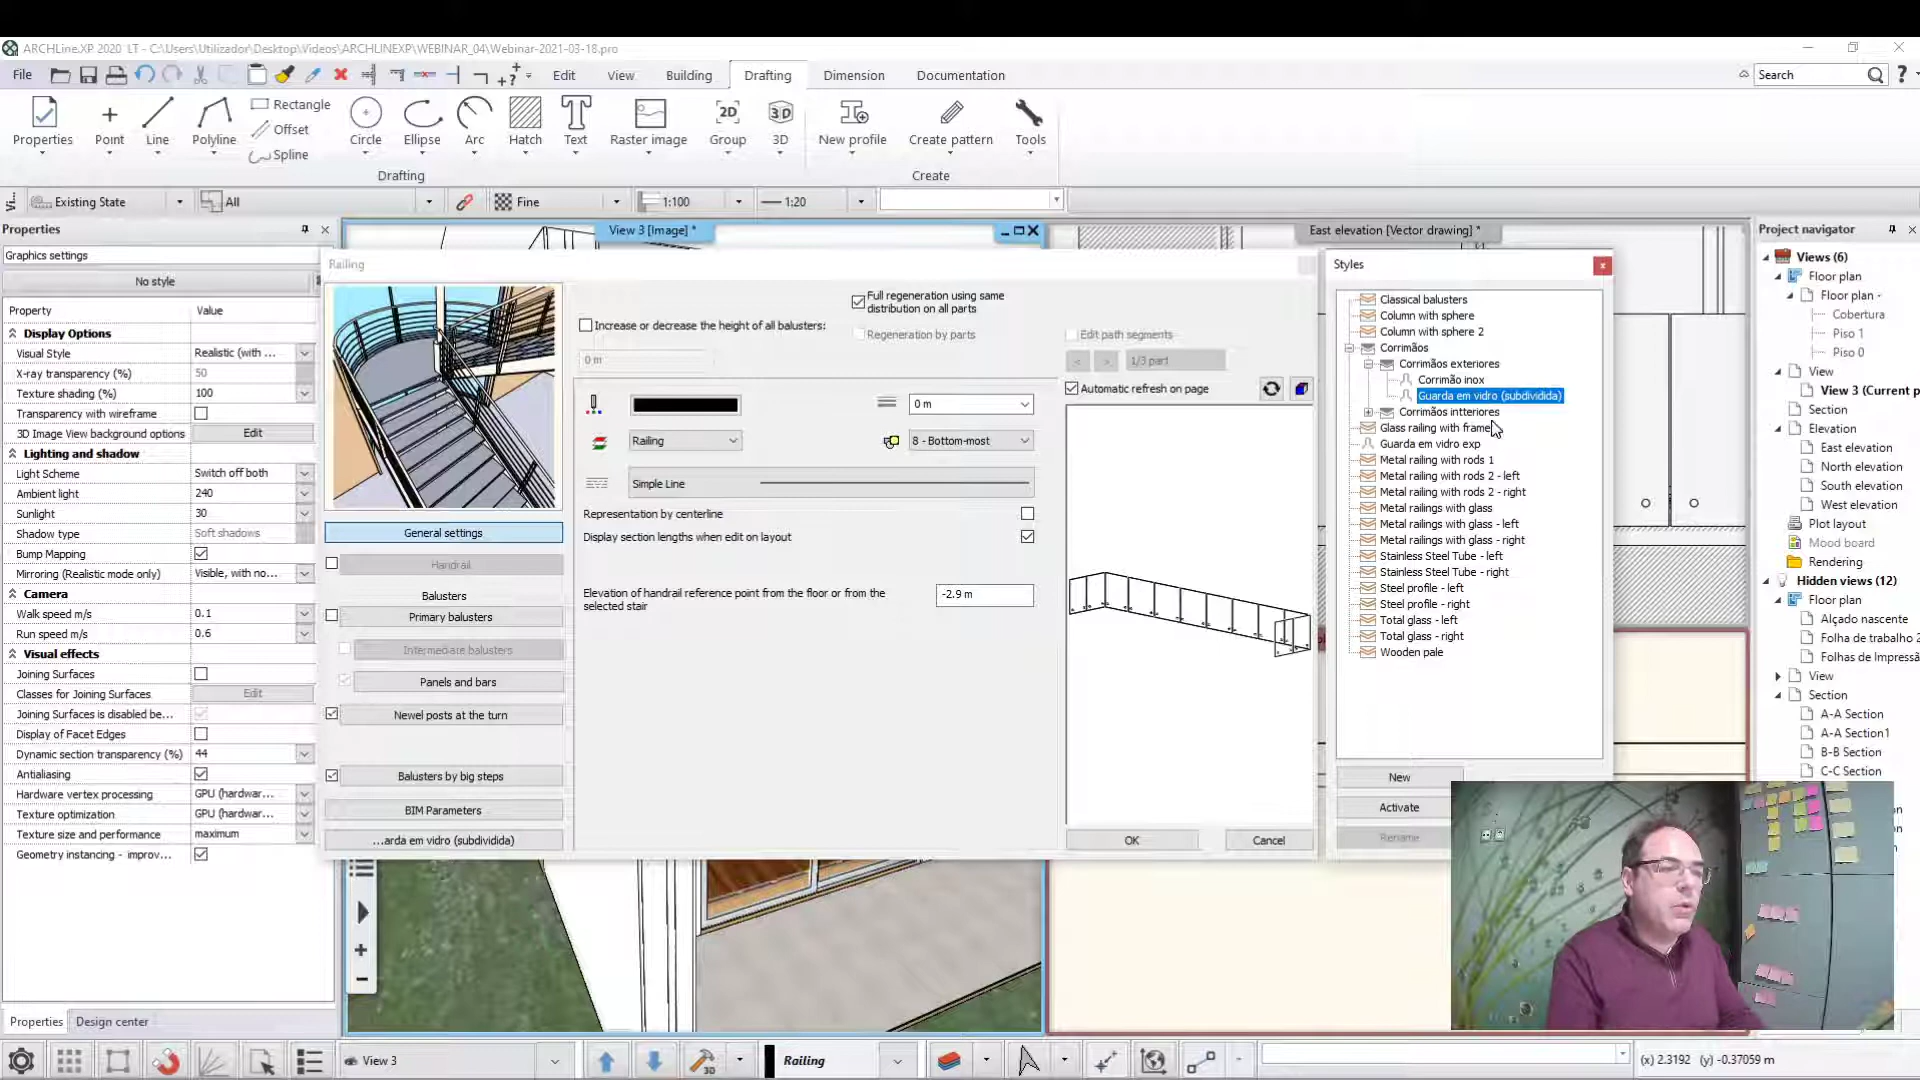 ARCHLine.XP 2020 LT - C:\Users\Utilizador\Desktop\Videos\ARCHLINEXP\WEBINAR_04\Webinar-2021-03-18.pro
File
Edit
View
Building
Drafting
Dimension
Documentation
Search
?
Properties
Point
Line
Polyline
Rectangle
Offset
Spline
Circle
Ellipse
Arc
Hatch
Text
Raster image
2D
Group
3D
3D
New profile
Create pattern
Tools
Drafting
Create
Existing State
All
Fine
1:100
1:20
Properties
Graphics settings
No style
Property Value
Display Options
Visual Style Realistic (with ...
X-ray transparency (%) 50
Texture shading (%) 100
Transparency with wireframe
3D Image View background options Edit
Lighting and shadow
Light Scheme Switch off both
Ambient light 240
Sunlight 30
Shadow type Soft shadows
Bump Mapping
Mirroring (Realistic mode only) Visible, with no...
Camera
Walk speed m/s 0.1
Run speed m/s 0.6
Visual effects
Joining Surfaces
Classes for Joining Surfaces Edit
Joining Surfaces is disabled be...
Display of Facet Edges
Dynamic section transparency (%) 44
Antialiasing
Hardware vertex processing GPU (hardwar...
Texture optimization GPU (hardwar...
Texture size and performance maximum
Geometry instancing - improv...
Properties Design center
View 3 [Image] *
East elevation [Vector drawing] *
Railing
Increase or decrease the height of all balusters:
0 m
Full regeneration using same
distribution on all parts
Regeneration by parts
Edit path segments
< > 1/3 part
Automatic refresh on page
0 m
Railing
8 - Bottom-most
Simple Line
Representation by centerline
Display section lengths when edit on layout
Elevation of handrail reference point from the floor or from the
selected stair
-2.9 m
General settings
Handrail
Balusters
Primary balusters
Intermediate balusters
Panels and bars
Newel posts at the turn
Balusters by big steps
BIM Parameters
...arda em vidro (subdividida)
OK
Cancel
Styles
Classical balusters
Column with sphere
Column with sphere 2
Corrimãos
Corrimãos exteriores
Corrimão inox
Guarda em vidro (subdividida)
Corrimãos intteriores
Glass railing with frame
Guarda em vidro exp
Metal railing with rods 1
Metal railing with rods 2 - left
Metal railing with rods 2 - right
Metal railings with glass
Metal railings with glass - left
Metal railings with glass - right
Stainless Steel Tube - left
Stainless Steel Tube - right
Steel profile - left
Steel profile - right
Total glass - left
Total glass - right
Wooden pale
New
Activate
Rename
Project navigator
Views (6)
Floor plan
Floor plan -
Cobertura
Piso 1
Piso 0
View
View 3 (Current p
Section
Elevation
East elevation
North elevation
South elevation
West elevation
Plot layout
Mood board
Rendering
Hidden views (12)
Floor plan
Alçado nascente
Folha de trabalho 2
Folhas de Impressã
View
Section
A-A Section
A-A Section1
B-B Section
C-C Section
View 3
3D
Railing
(x) 2.3192 (y) -0.37059 m